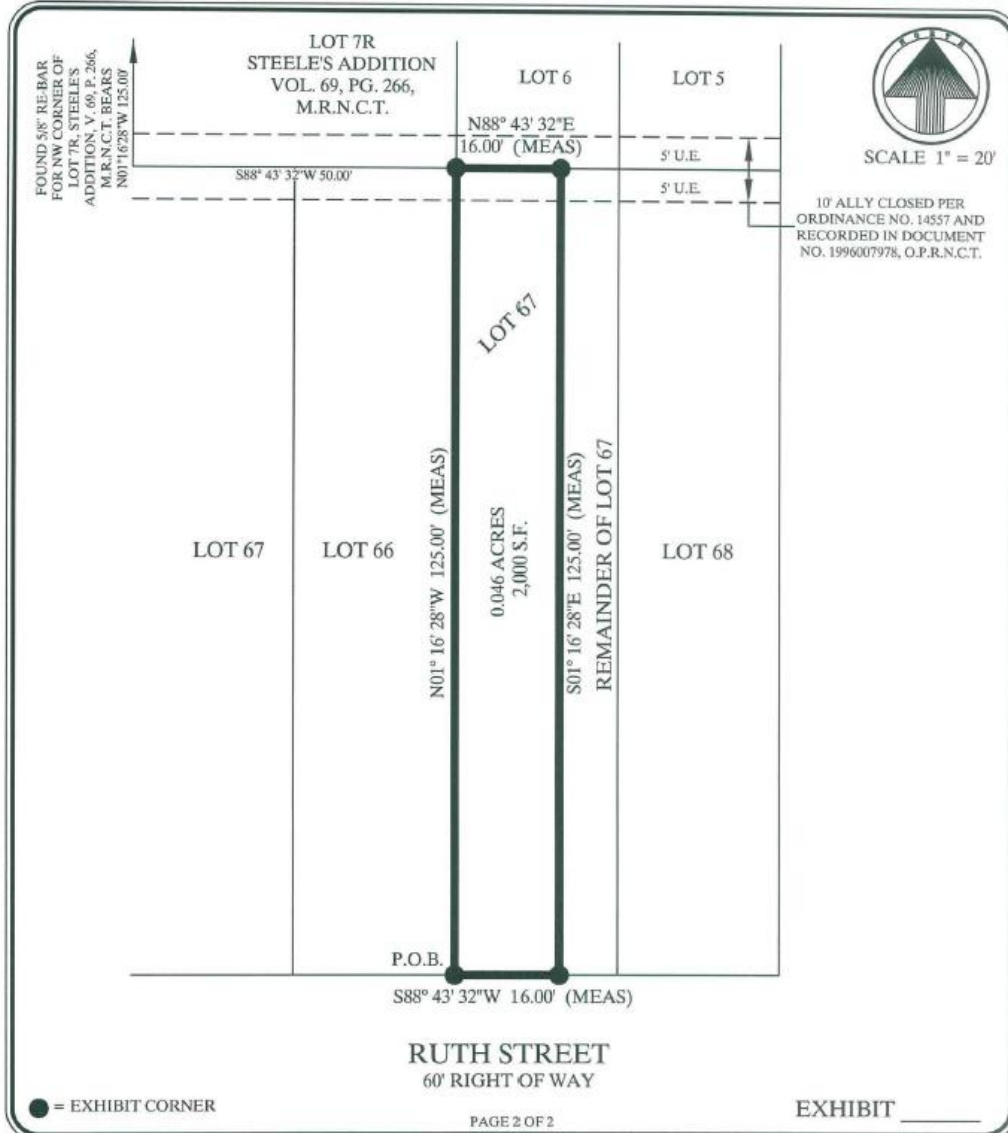 FOUND 5/8" RE-BAR
FOR NW CORNER OF
LOT 7R, STEELE'S
ADDITION, V. 69, P. 266,
M.R.N.C.T. BEARS
N01°16'28"W 125.00'
LOT 7R
STEELE'S ADDITION
VOL. 69, PG. 266,
M.R.N.C.T.
LOT 6
LOT 5
NORTH
SCALE 1" = 20'
N88° 43' 32"E
16.00' (MEAS)
5' U.E.
5' U.E.
S88° 43' 32"W 50.00'
10' ALLY CLOSED PER
ORDINANCE NO. 14557 AND
RECORDED IN DOCUMENT
NO. 1996007978, O.P.R.N.C.T.
LOT 67
LOT 67
LOT 66
N01° 16' 28"W 125.00' (MEAS)
0.046 ACRES
2,000 S.F.
S01° 16' 28"E 125.00' (MEAS)
REMAINDER OF LOT 67
LOT 68
P.O.B.
S88° 43' 32"W 16.00' (MEAS)
RUTH STREET
60' RIGHT OF WAY
= EXHIBIT CORNER
PAGE 2 OF 2
EXHIBIT ______